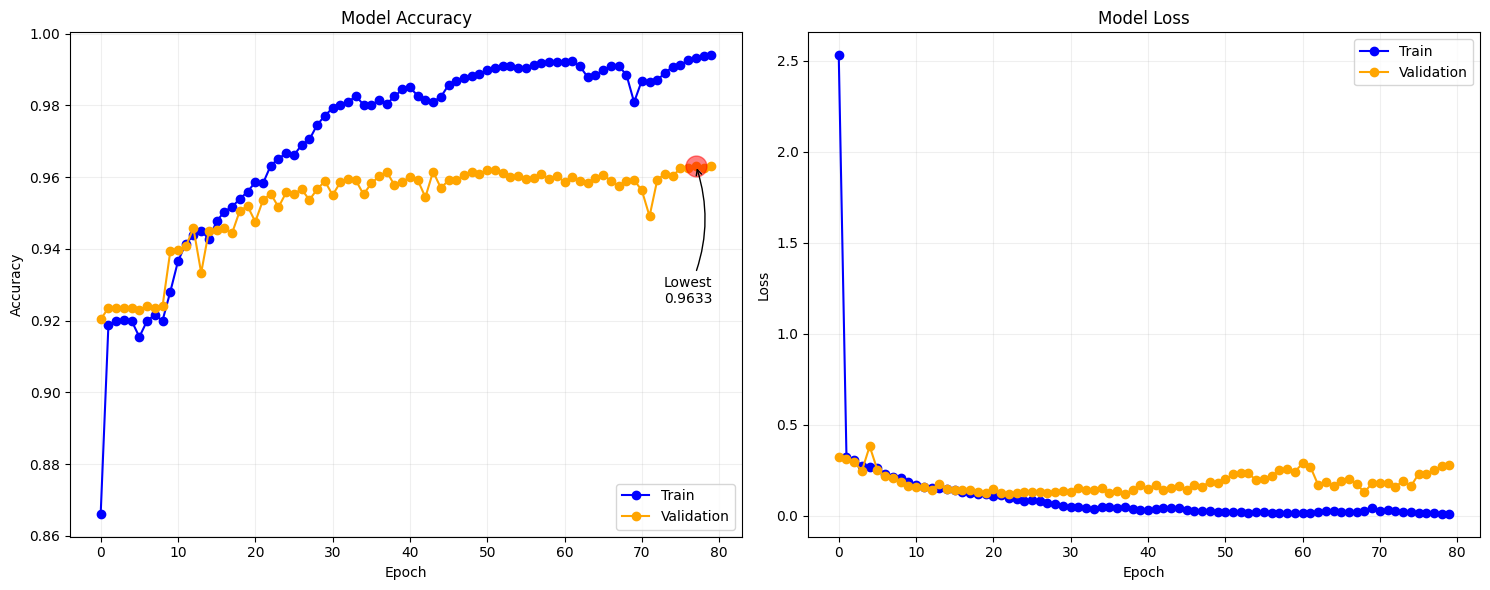 Model Accuracy
Accuracy
1.00
0.98
0.96
0.94
0.92
0.90
0.88
0.86
Lowest
0.9633
Train
Validation
0 10 20 30 40 50 60 70 80
Epoch
Model Loss
Loss
2.5
2.0
1.5
1.0
0.5
0.0
Train
Validation
0 10 20 30 40 50 60 70 80
Epoch